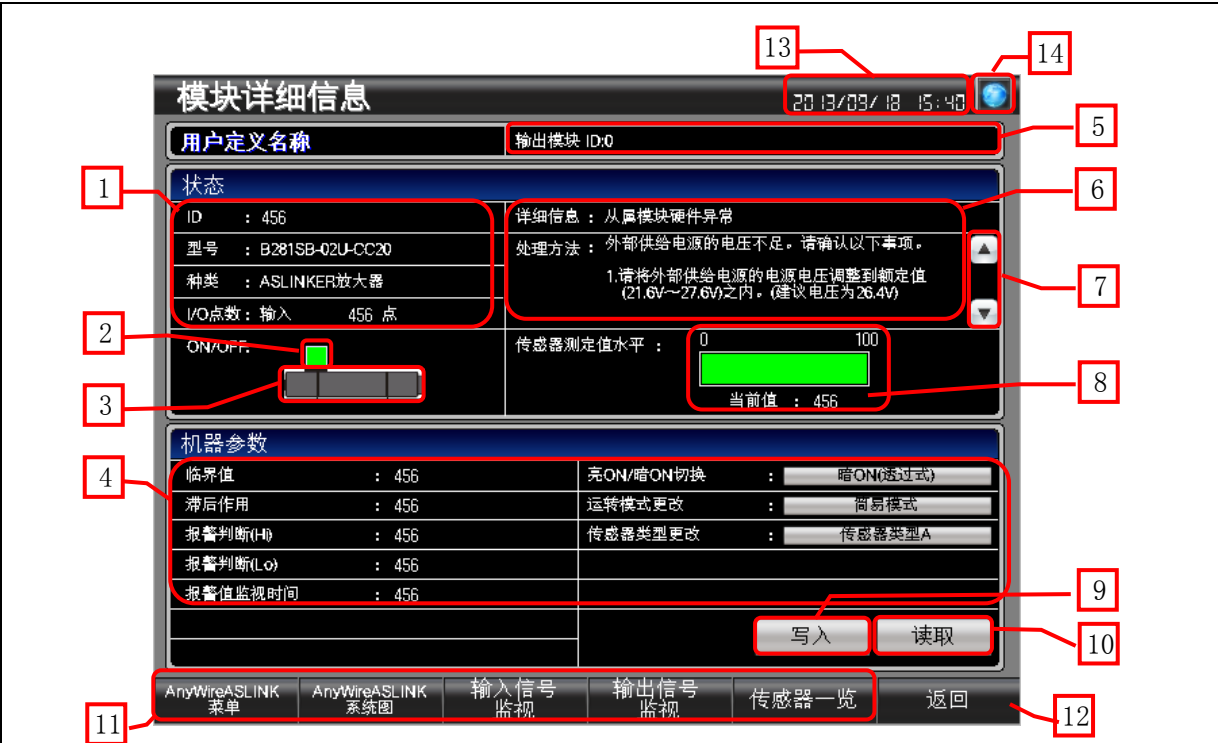 13
14
模块详细信息
2013/09/18 15:40
用户定义名称
输出模块 ID:0
5
1
状态
6
ID : 456
详细信息 : 从属模块硬件异常
型号 : B281SB-02U-CC20
处理方法 : 外部供给电源的电压不足。请确认以下事项。
种类 : ASLINKER放大器
1.请将外部供给电源的电源电压调整到额定值
(21.6V～27.6V)之内。(建议电压为26.4V)
7
I/O点数 : 输入 456 点
2
ON/OFF:
传感器测定值水平 :
0 100
3
8
当前值 : 456
机器参数
4
临界值 : 456
亮ON/暗ON切换 : 暗ON(透过式)
滞后作用 : 456
运转模式更改 : 简易模式
报警判断(Hi) : 456
传感器类型更改 : 传感器类型A
报警判断(Lo) : 456
报警值监视时间 : 456
9
写入
读取
10
AnyWireASLINK
菜单
AnyWireASLINK
系统图
输入信号
监视
输出信号
监视
传感器一览
返回
11
12